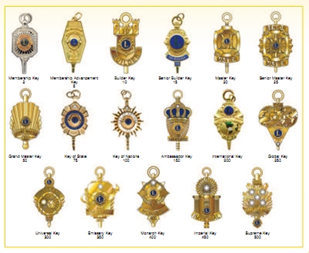 Membership Key
2
Membership Advancement
Key
5
Builder Key
10
Senior Builder Key
15
Master Key
20
Senior Master Key
25
Grand Master Key
50
Key of State
75
Key of Nations
100
Ambassador Key
150
International Key
200
Global Key
250
Universal Key
300
Emissary Key
350
Monarch Key
400
Imperial Key
450
Supreme Key
500